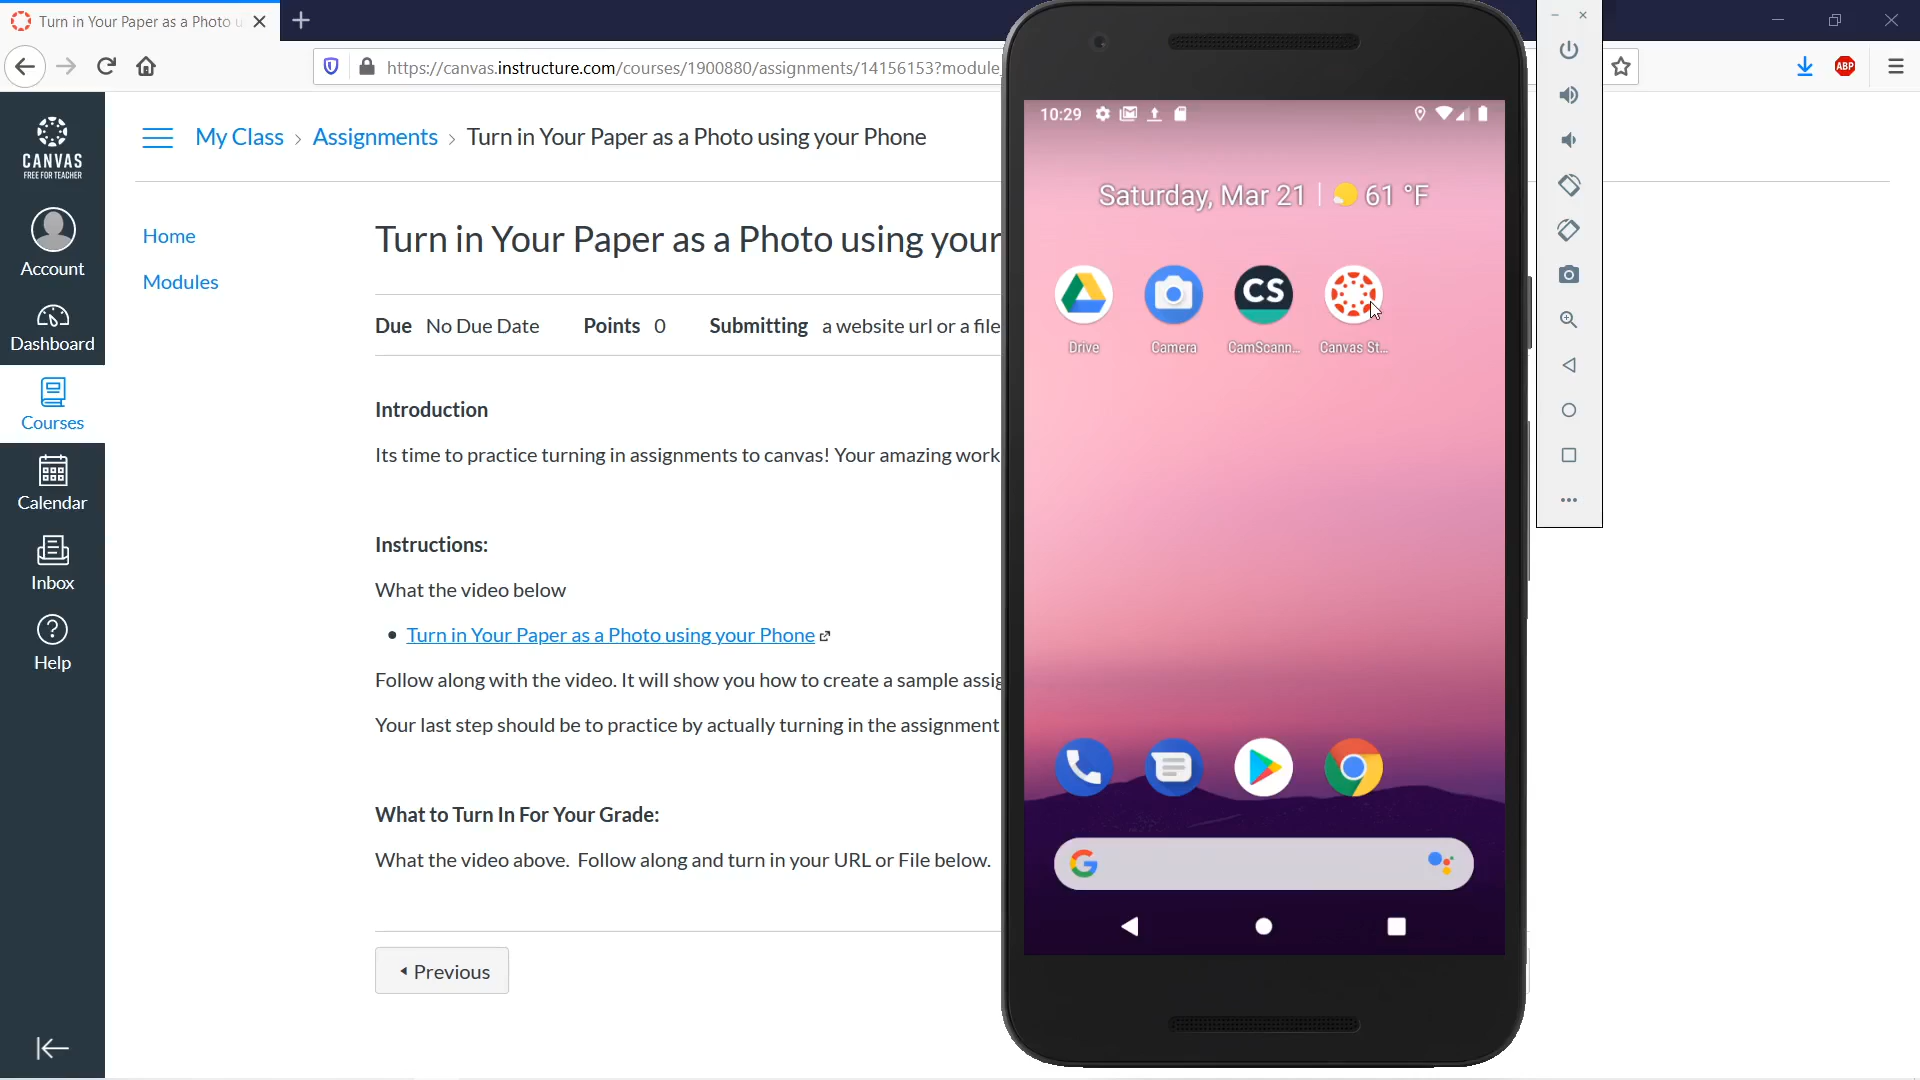 Turn in Your Paper as a Photo u
https://canvas.instructure.com/courses/1900880/assignments/14156153?module_
ABP
CANVAS
FREE FOR TEACHER
Account
Dashboard
Courses
Calendar
Inbox
Help
My Class > Assignments > Turn in Your Paper as a Photo using your Phone
Home
Modules
Turn in Your Paper as a Photo using your
Due No Due Date Points 0 Submitting a website url or a file
Introduction
Its time to practice turning in assignments to canvas! Your amazing work
Instructions:
What the video below
• Turn in Your Paper as a Photo using your Phone
Follow along with the video. It will show you how to create a sample assig
Your last step should be to practice by actually turning in the assignment
What to Turn In For Your Grade:
What the video above. Follow along and turn in your URL or File below.
Previous
10:29
Saturday, Mar 21 | 61 °F
CS
Drive
Camera
CamScann...
Canvas St...
G